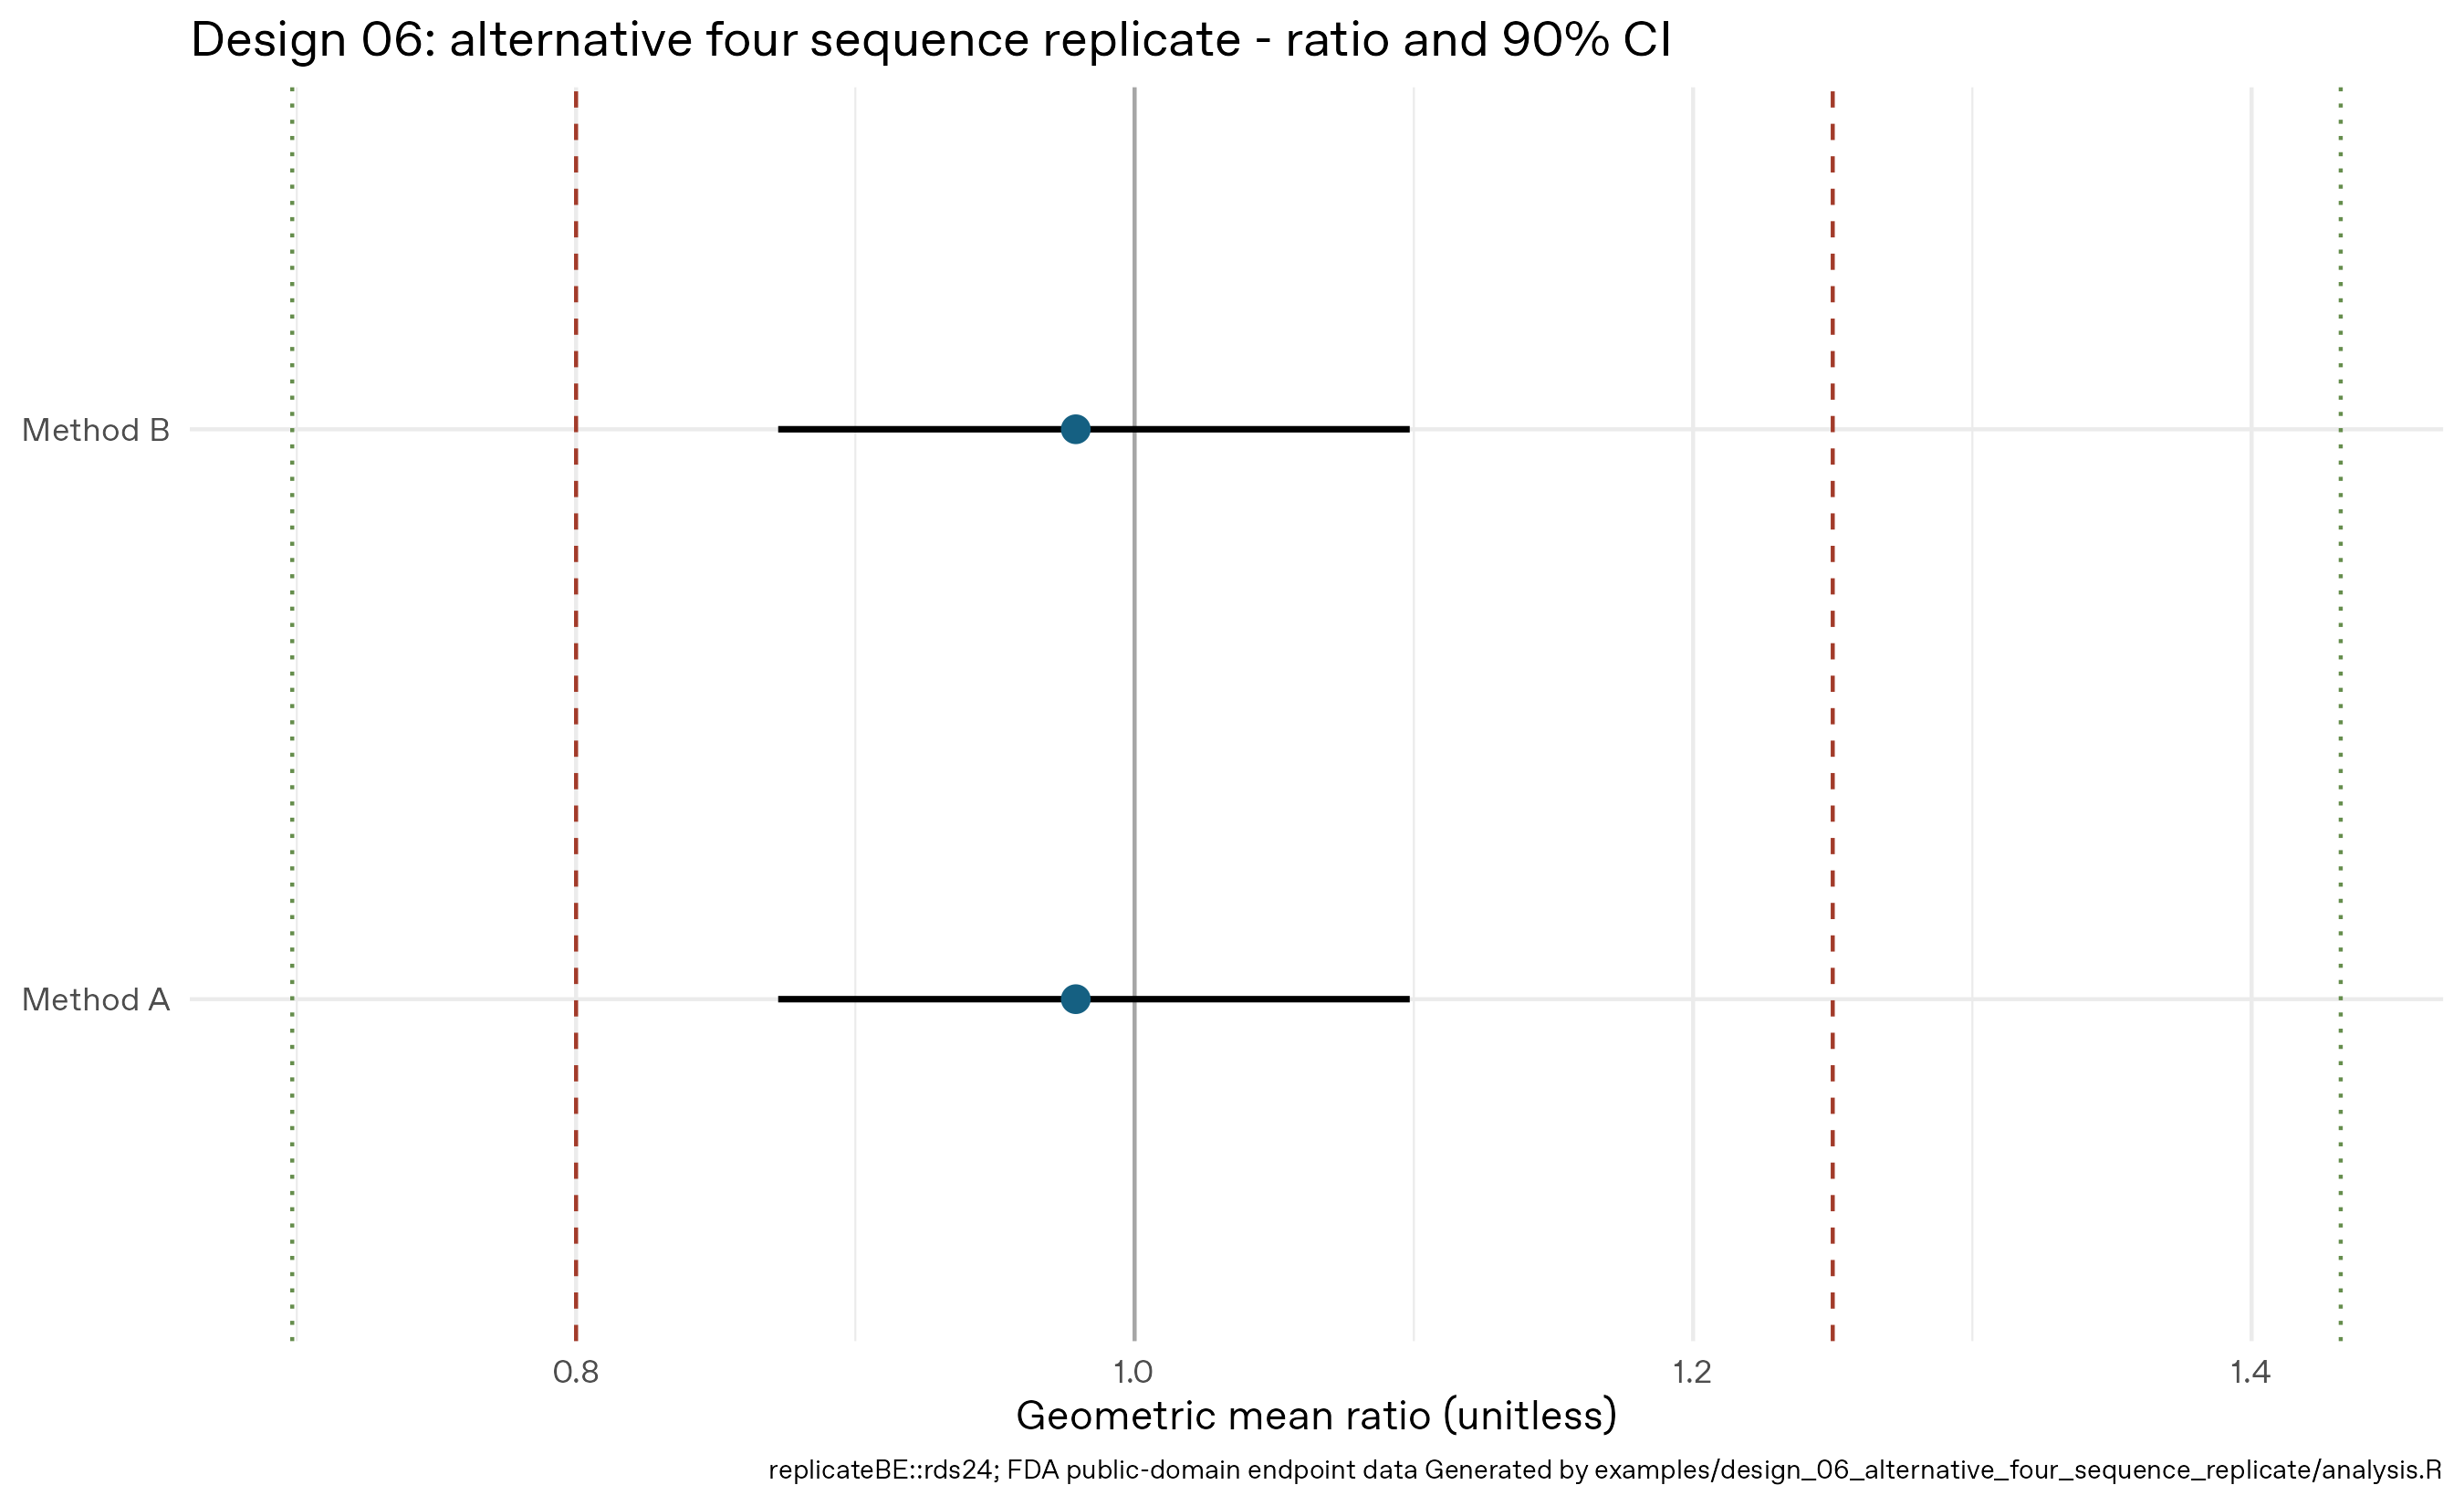 Design 06: alternative four sequence replicate - ratio and 90% CI
Method B
Method A
0.8
1.0
1.2
1.4
Geometric mean ratio (unitless)
replicateBE::rds24; FDA public-domain endpoint data Generated by examples/design_06_alternative_four_sequence_replicate/analysis.R